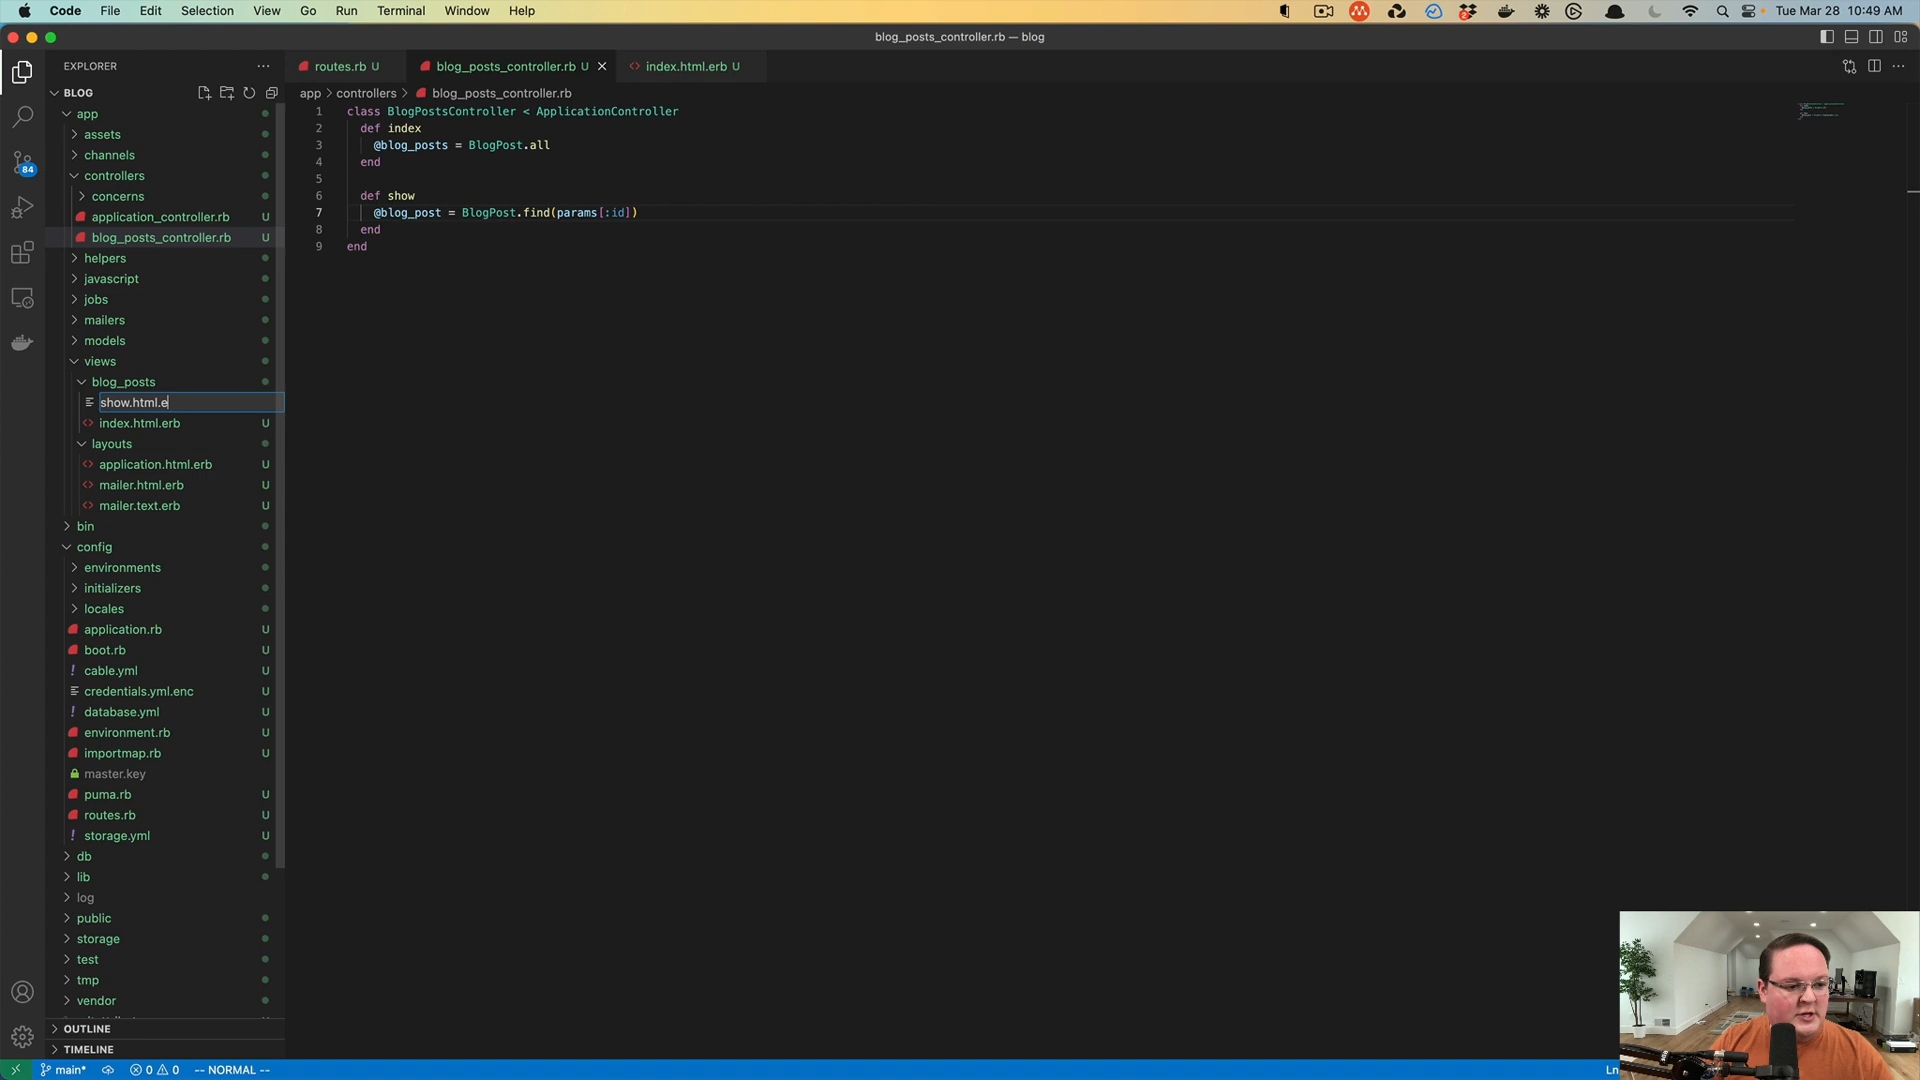 Code File Edit Selection View Go Run Terminal Window Help
2
Tue Mar 28 10:49 AM
blog_posts_controller.rb — blog
EXPLORER
routes.rb U
blog_posts_controller.rb U
index.html.erb U
BLOG
app > controllers > blog_posts_controller.rb
84
app
assets
channels
controllers
concerns
application_controller.rb U
blog_posts_controller.rb U
helpers
javascript
jobs
mailers
models
views
blog_posts
show.html.e
index.html.erb U
layouts
application.html.erb U
mailer.html.erb U
mailer.text.erb U
bin
config
environments
initializers
locales
application.rb U
boot.rb U
! cable.yml U
credentials.yml.enc U
! database.yml U
environment.rb U
importmap.rb U
master.key
puma.rb U
routes.rb U
! storage.yml U
db
lib
log
public
storage
test
tmp
vendor
OUTLINE
TIMELINE
1 class BlogPostsController < ApplicationController
2 def index
3 @blog_posts = BlogPost.all
4 end
5
6 def show
7 @blog_post = BlogPost.find(params[:id])
8 end
9 end
main* 0 0 -- NORMAL --
Ln